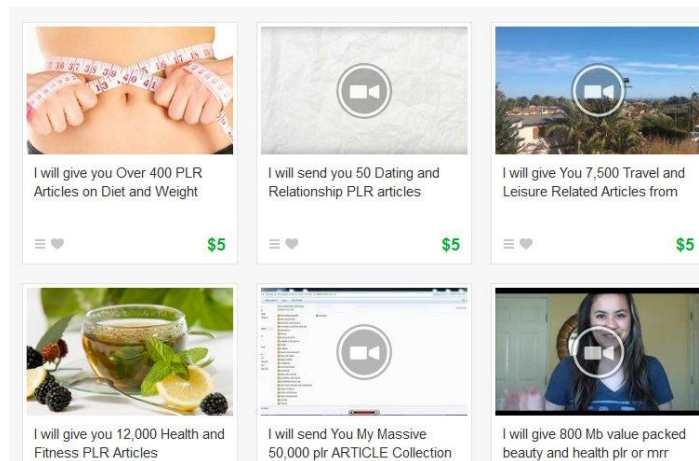 I will give you Over 400 PLR
Articles on Diet and Weight
$5
I will send you 50 Dating and
Relationship PLR articles
$5
I will give You 7,500 Travel and
Leisure Related Articles from
$5
I will give you 12,000 Health and
Fitness PLR Articles
I will send You My Massive
50,000 plr ARTICLE Collection
I will give 800 Mb value packed
beauty and health plr or mrr